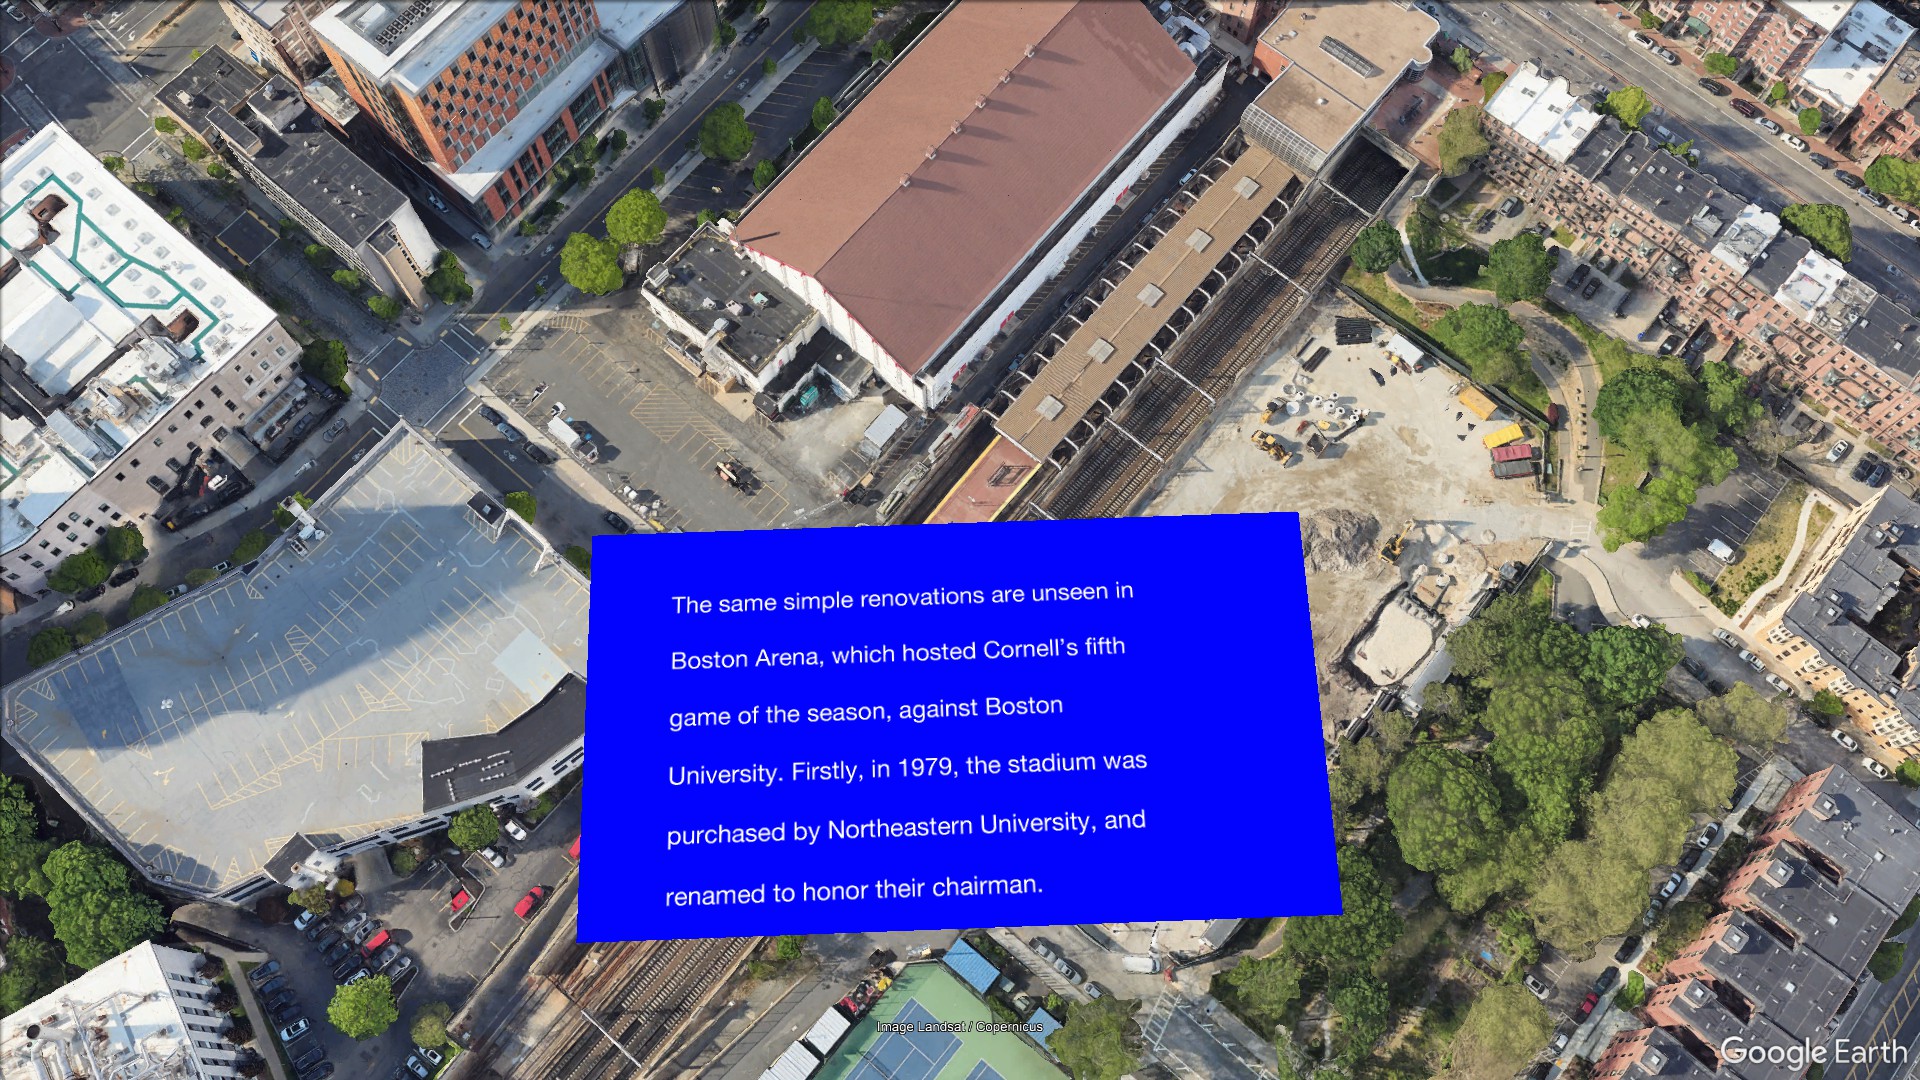 The same simple renovations are unseen in
Boston Arena, which hosted Cornell’s fifth
game of the season, against Boston
University. Firstly, in 1979, the stadium was
purchased by Northeastern University, and
renamed to honor their chairman.
Image Landsat / Copernicus
Google Earth